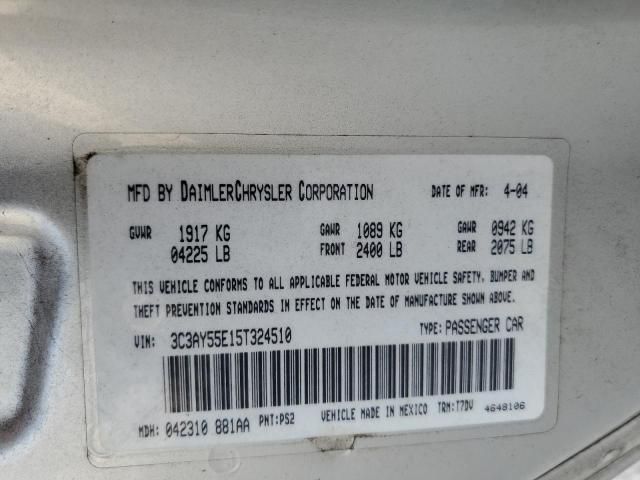 MFD BY DAIMLERCHRYSLER CORPORATION DATE OF MFR: 4-04
GVWR 1917 KG GAWR 1089 KG GAWR 0942 KG
04225 LB FRONT 2400 LB REAR 2075 LB
THIS VEHICLE CONFORMS TO ALL APPLICABLE FEDERAL MOTOR VEHICLE SAFETY, BUMPER AND
THEFT PREVENTION STANDARDS IN EFFECT ON THE DATE OF MANUFACTURE SHOWN ABOVE.
VIN: 3C3AY55E15T324510 TYPE: PASSENGER CAR
MDH: 042310 881AA PNT: PS2 VEHICLE MADE IN MEXICO TRM: T7DV 4648106